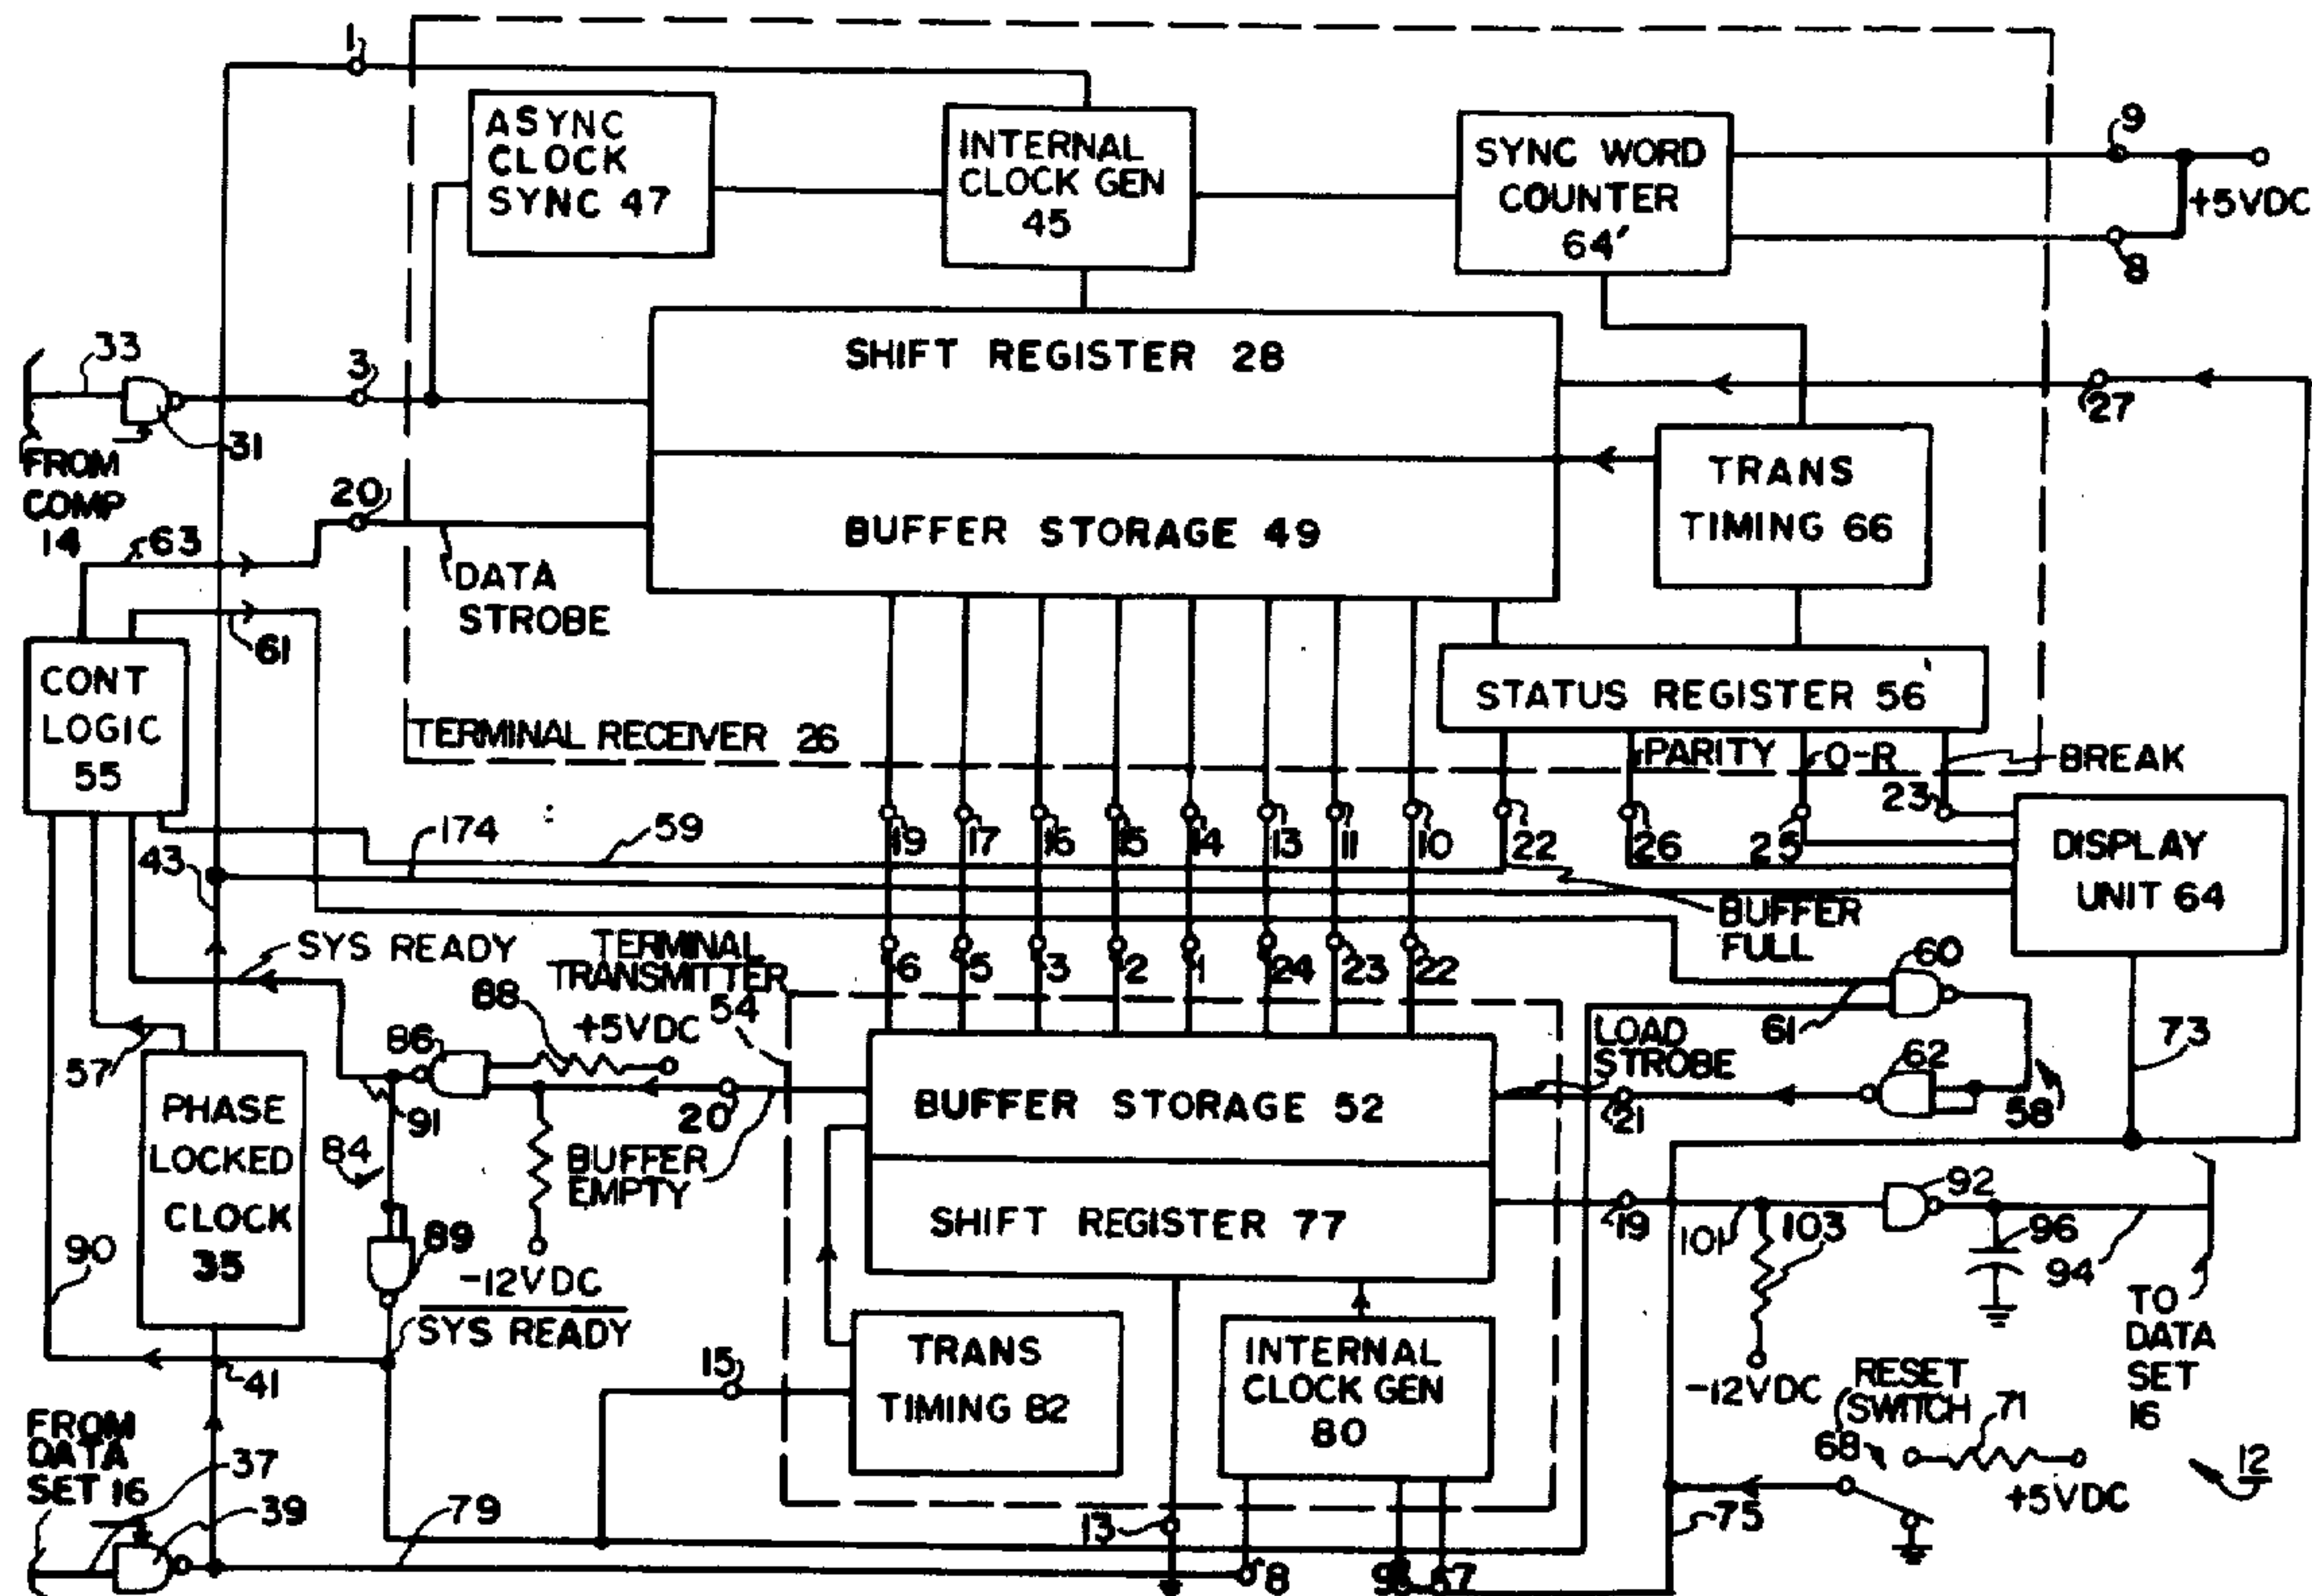 1
ASYNC
CLOCK
SYNC 47
INTERNAL
CLOCK GEN
45
SYNC WORD
COUNTER
64'
9
+5VDC
8
33
3
SHIFT REGISTER 28
27
31
FROM
COMP
14
20
TRANS
TIMING 66
BUFFER STORAGE 49
63
DATA
STROBE
61
CONT
LOGIC
55
STATUS REGISTER 56
TERMINAL RECEIVER 26
PARITY
O-R
BREAK
23
19
17
16
15
14
13
11
10
22
26
25
DISPLAY
UNIT 64
174
59
43
BUFFER
FULL
SYS READY
TERMINAL
TRANSMITTER
54
6
5
3
2
1
24
23
22
60
61
88
+5VDC
86
LOAD
STROBE
62
73
57
PHASE
LOCKED
CLOCK
35
91
20
BUFFER STORAGE 52
21
58
84
BUFFER
EMPTY
SHIFT REGISTER 77
19
92
101
103
96
94
90
89
-12VDC
SYS READY
TRANS
TIMING 82
INTERNAL
CLOCK GEN
80
-12VDC
TO
DATA
SET
16
41
15
RESET
SWITCH
71
68
+5VDC
12
FROM
DATA
SET 16
37
39
79
13
8
7
75